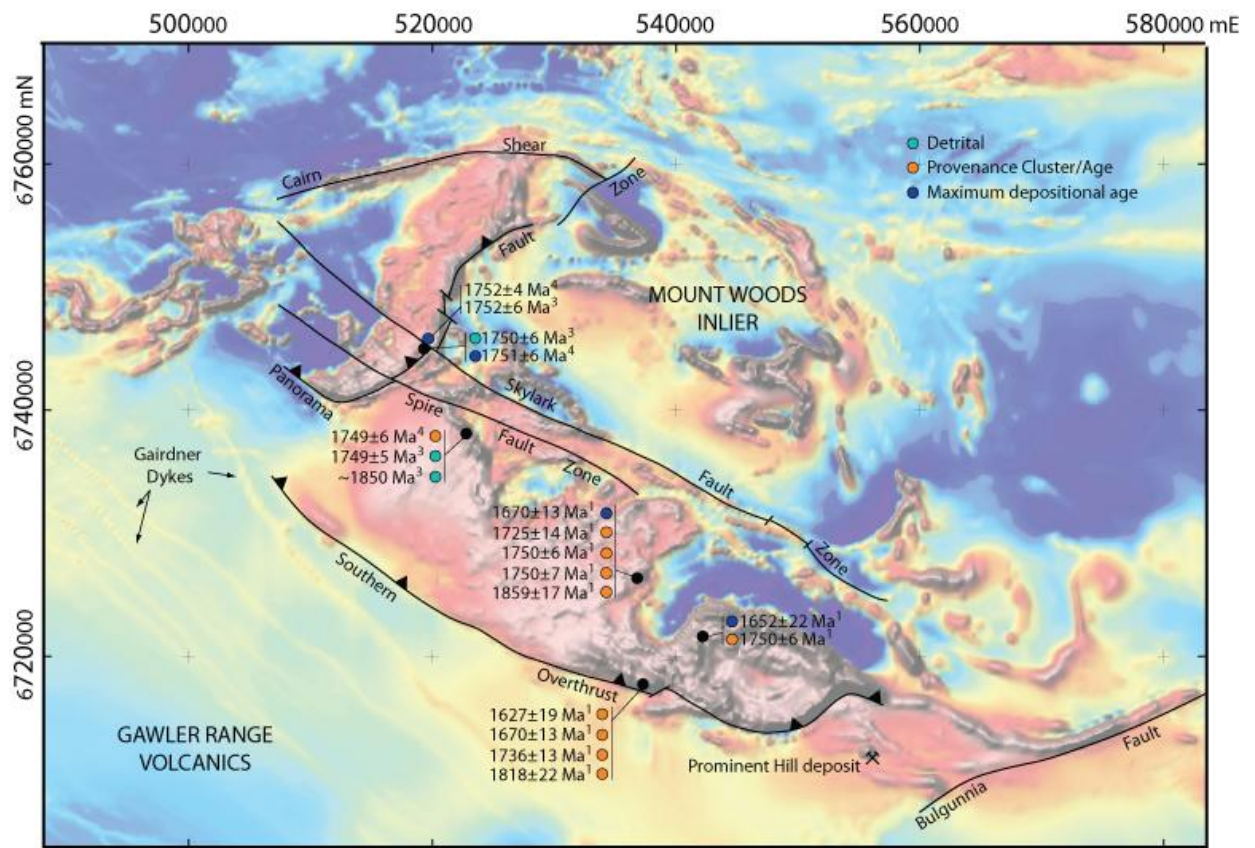 500000 520000 540000 560000 580000 mE
6760000 mN
6740000
6720000
Detrital
Provenance Cluster/Age
Maximum depositional age
Cairn Shear Zone
Fault
MOUNT WOODS
INLIER
1752±4 Ma⁴
1752±6 Ma³
1750±6 Ma³
1751±6 Ma⁴
Panorama
Skylark
Spire
Fault
Zone
Fault
Zone
1749±6 Ma⁴
1749±5 Ma³
~1850 Ma³
Gairdner
Dykes
1670±13 Ma¹
1725±14 Ma¹
1750±6 Ma¹
1750±7 Ma¹
1859±17 Ma¹
Southern
Overthrust
1652±22 Ma¹
1750±6 Ma¹
1627±19 Ma¹
1670±13 Ma¹
1736±13 Ma¹
1818±22 Ma¹
GAWLER RANGE
VOLCANICS
Prominent Hill deposit
Bulgunnia Fault